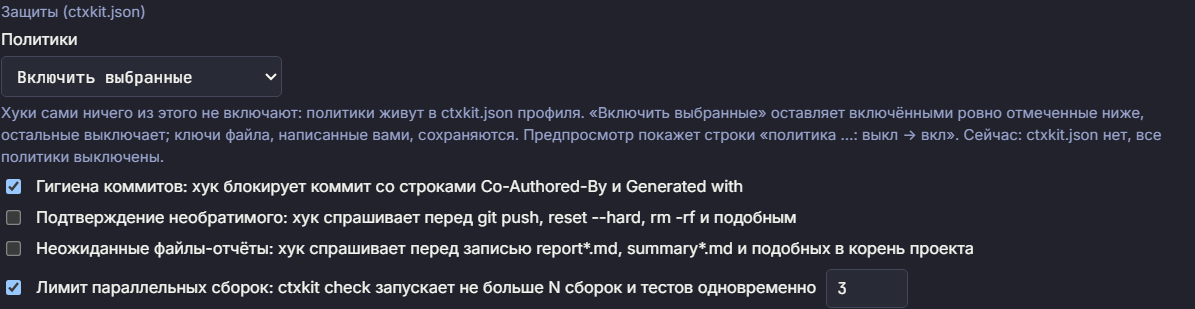 Защиты (ctxkit.json)
Политики
Включить выбранные
Хуки сами ничего из этого не включают: политики живут в ctxkit.json профиля. «Включить выбранные» оставляет включёнными ровно отмеченные ниже,
остальные выключает; ключи файла, написанные вами, сохраняются. Предпросмотр покажет строки «политика …: выкл → вкл». Сейчас: ctxkit.json нет, все
политики выключены.
Гигиена коммитов: хук блокирует коммит со строками Co-Authored-By и Generated with
Подтверждение необратимого: хук спрашивает перед git push, reset --hard, rm -rf и подобным
Неожиданные файлы-отчёты: хук спрашивает перед записью report*.md, summary*.md и подобных в корень проекта
Лимит параллельных сборок: ctxkit check запускает не больше N сборок и тестов одновременно 3